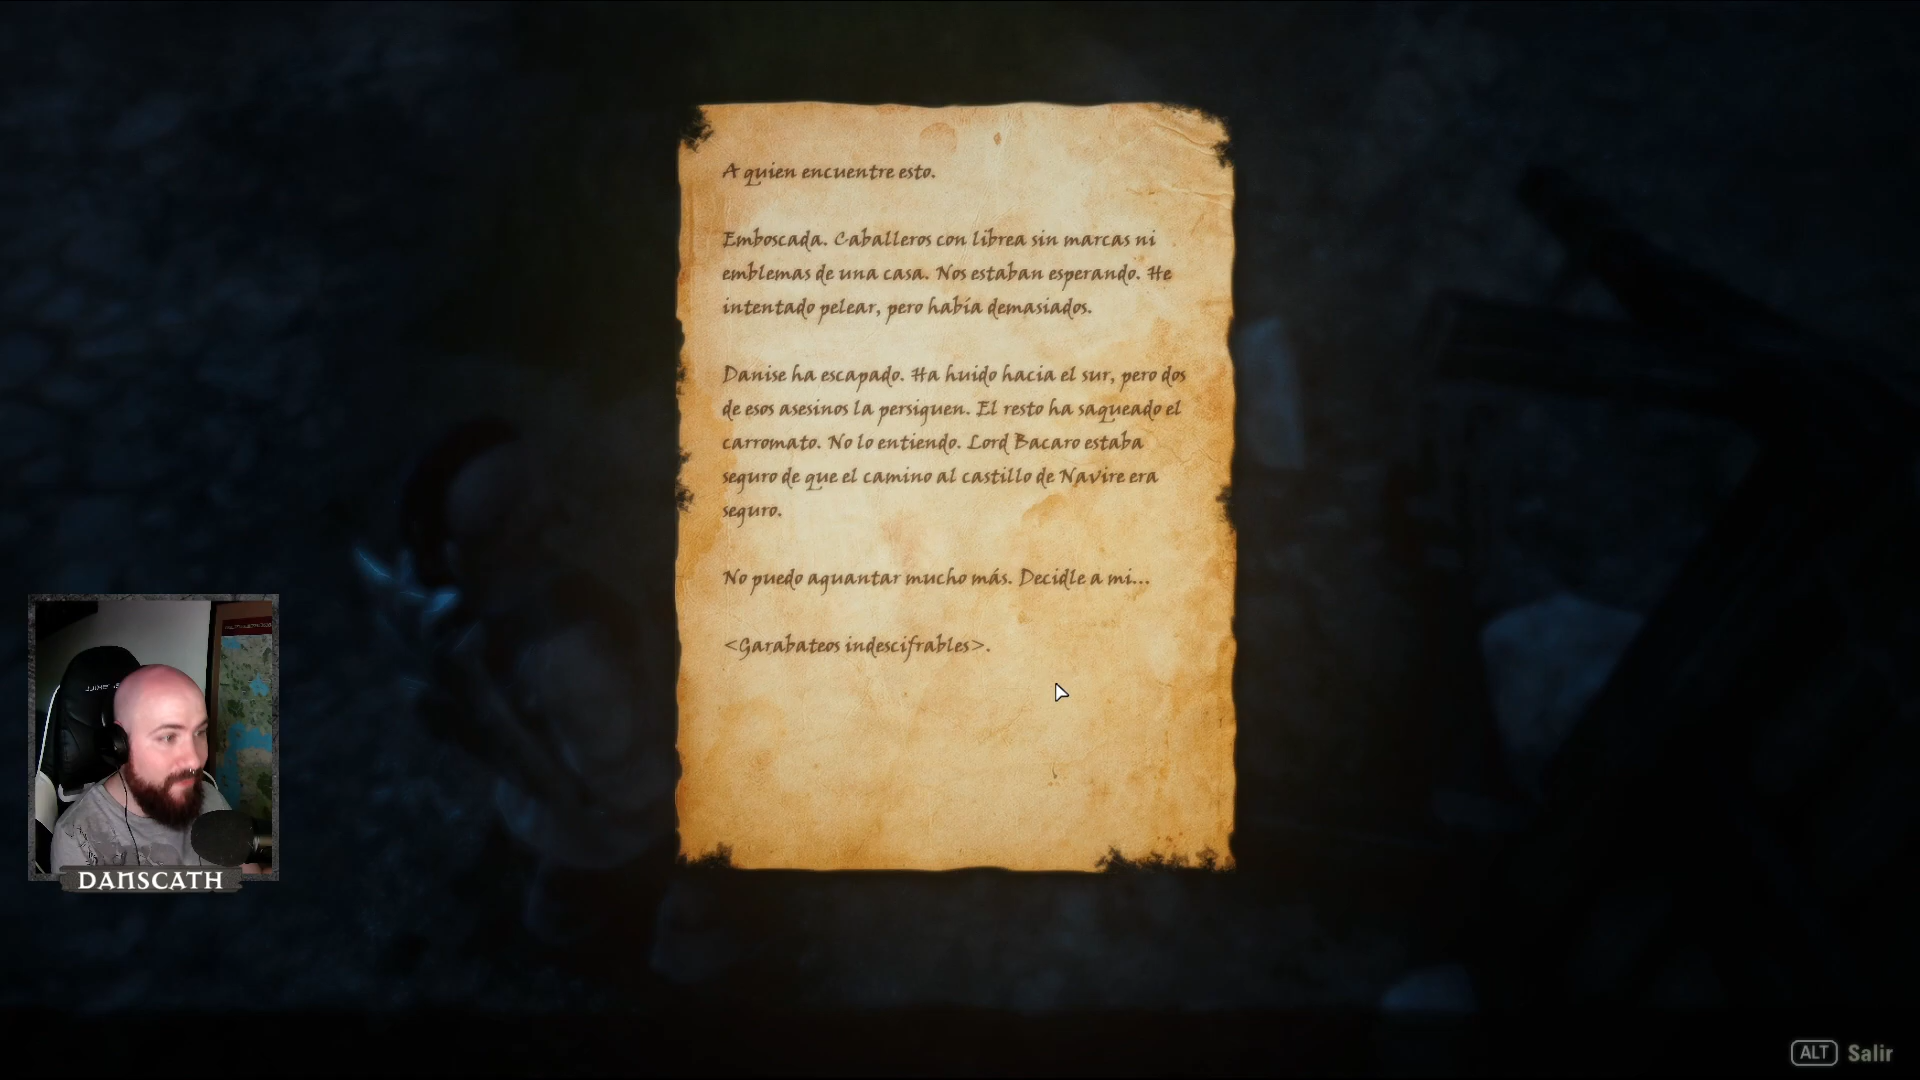 A quien encuentre esto.
Emboscada. Caballeros con librea sin marcas ni
emblemas de una casa. Nos estaban esperando. He
intentado pelear, pero había demasiados.
Danise ha escapado. Ha huido hacia el sur, pero dos
de esos asesinos la persiguen. El resto ha saqueado el
carromato. No lo entiendo. Lord Bacaro estaba
seguro de que el camino al castillo de Navire era
seguro.
No puedo aguantar mucho más. Decidle a mi...
<Garabateos indescifrables>.
DANSCATH
ALT Salir